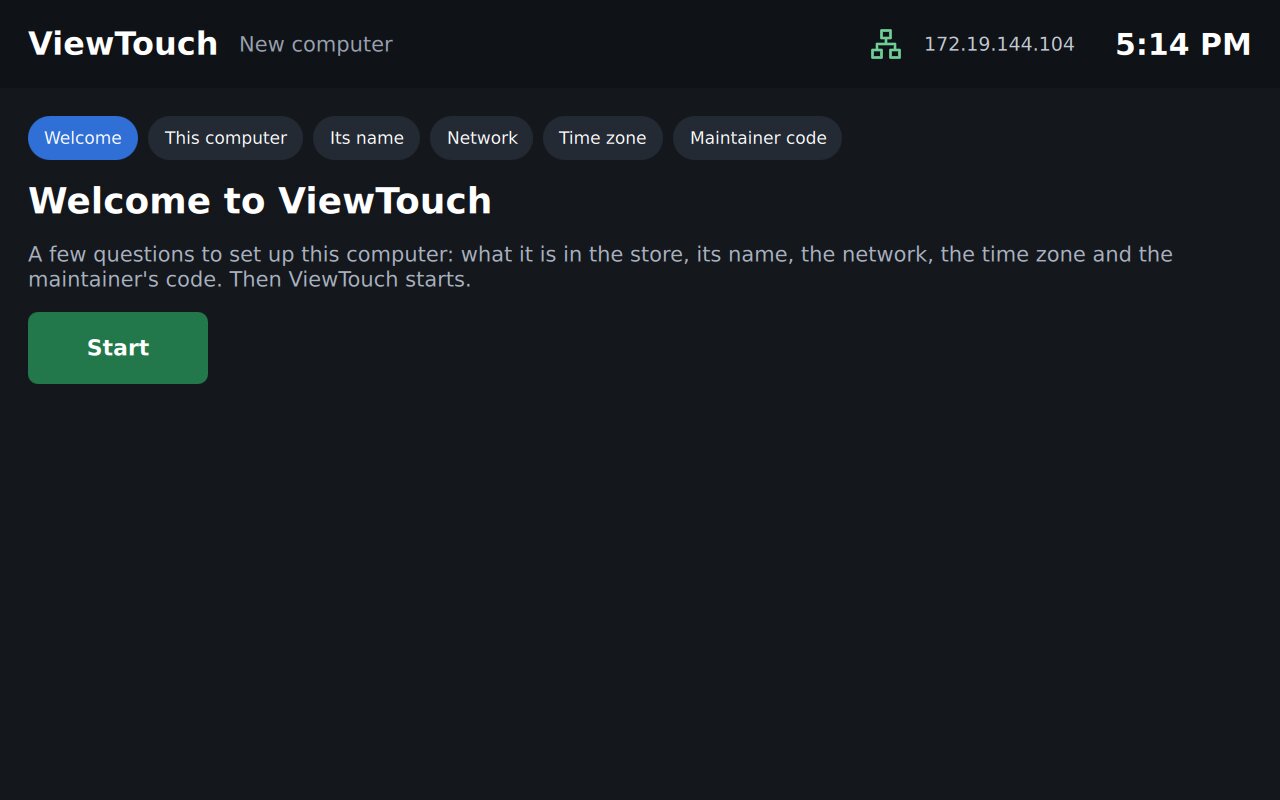 ViewTouch New computer 172.19.144.104 5:14 PM
Welcome This computer Its name Network Time zone Maintainer code
Welcome to ViewTouch
A few questions to set up this computer: what it is in the store, its name, the network, the time zone and the
maintainer's code. Then ViewTouch starts.
Start